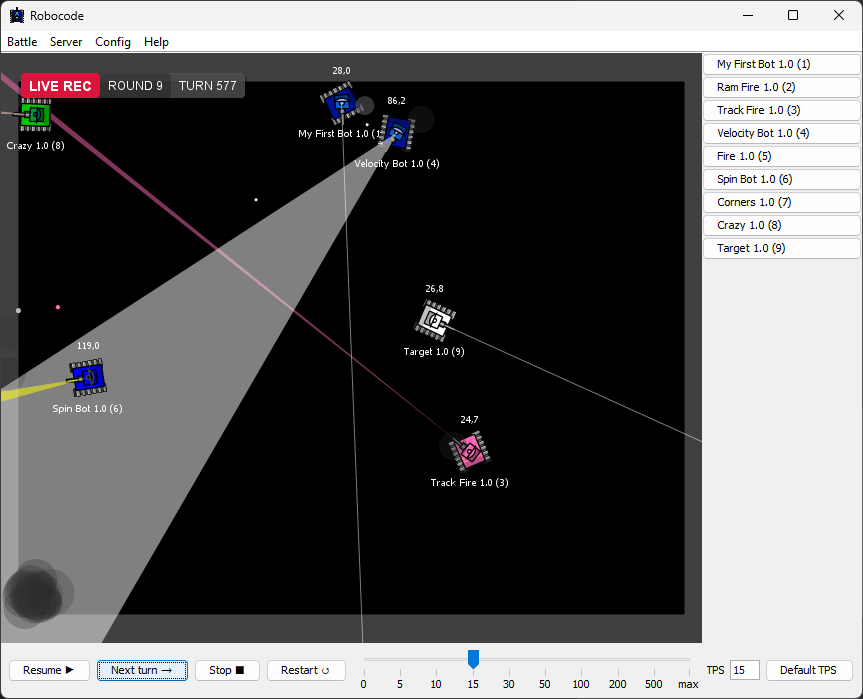 Robocode
Battle Server Config Help
LIVE REC ROUND 9 TURN 577
28,0
86,2
My First Bot 1.0 (1
Velocity Bot 1.0 (4)
Crazy 1.0 (8)
26,8
Target 1.0 (9)
119,0
Spin Bot 1.0 (6)
24,7
Track Fire 1.0 (3)
My First Bot 1.0 (1)
Ram Fire 1.0 (2)
Track Fire 1.0 (3)
Velocity Bot 1.0 (4)
Fire 1.0 (5)
Spin Bot 1.0 (6)
Corners 1.0 (7)
Crazy 1.0 (8)
Target 1.0 (9)
Resume ▶ Next turn → Stop ■ Restart ↺
0 5 10 15 30 50 100 200 500 max
TPS 15 Default TPS